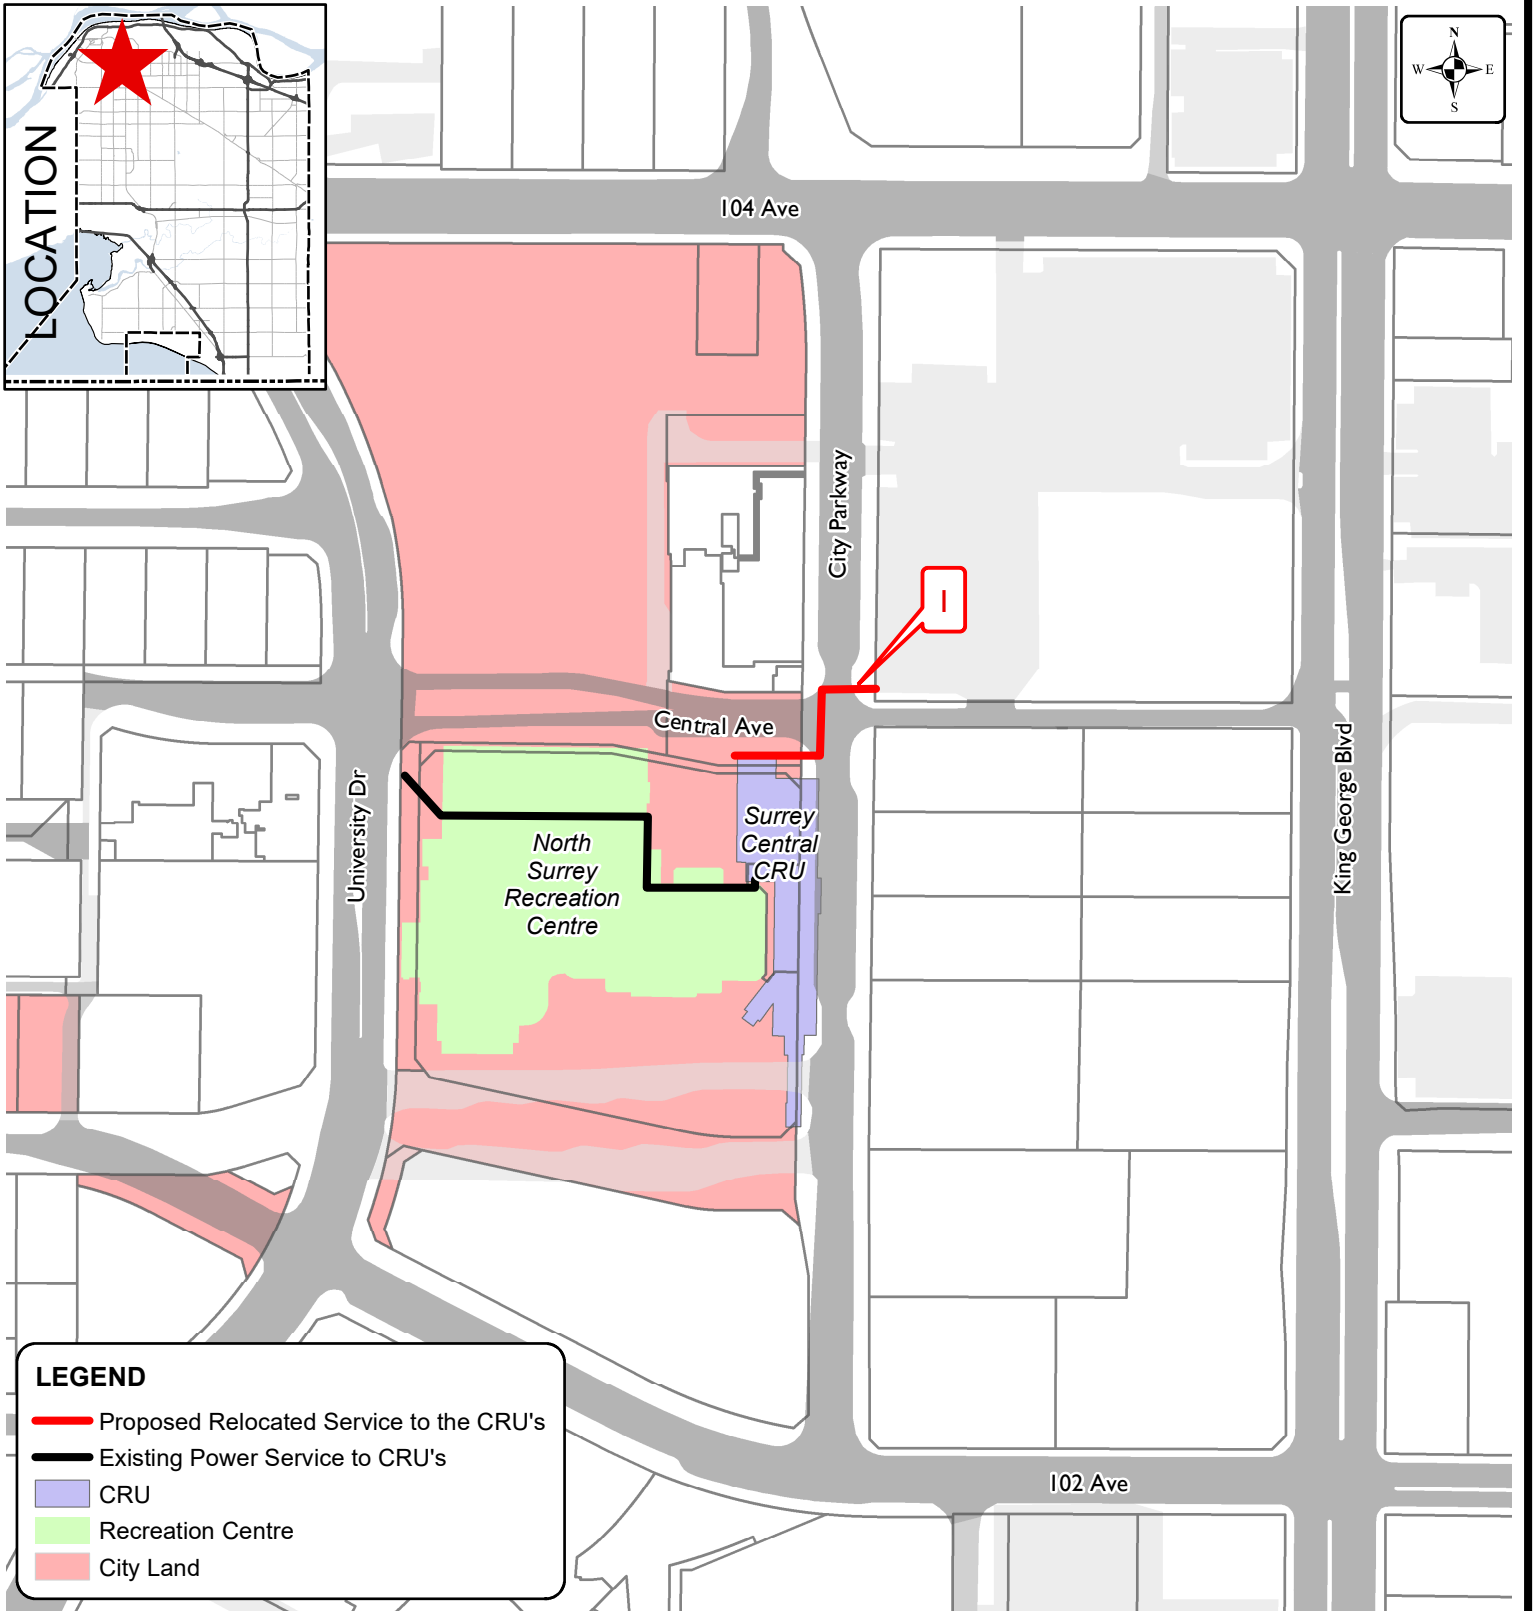 LOCATION
N
W E
S
104 Ave
City Parkway
1
Central Ave
University Dr
King George Blvd
North
Surrey
Recreation
Centre
Surrey
Central
CRU
102 Ave
LEGEND
Proposed Relocated Service to the CRU's
Existing Power Service to CRU's
CRU
Recreation Centre
City Land